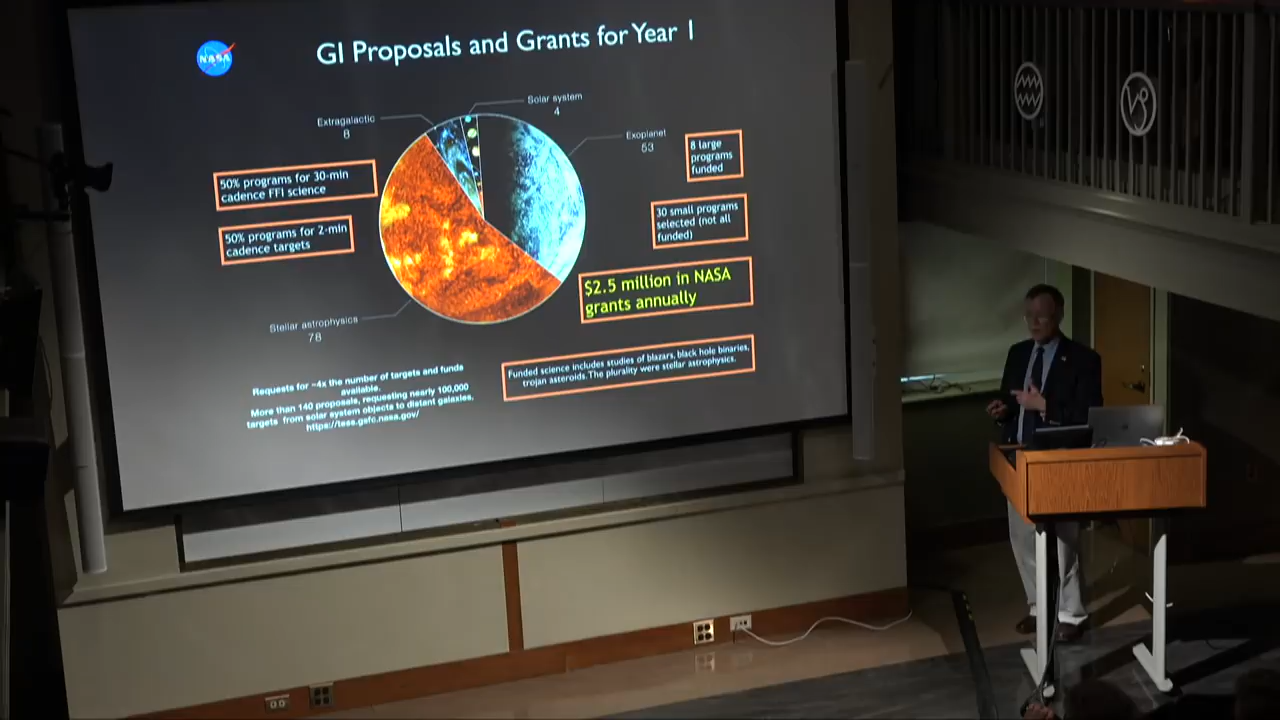 GI Proposals and Grants for Year 1
NASA
Solar system
4
Extragalactic
8
Exoplanet
53
8 large
programs
funded
50% programs for 30-min
cadence FFI science
30 small programs
selected (not all
funded)
50% programs for 2-min
cadence targets
$2.5 million in NASA
grants annually
Stellar astrophysics
78
Funded science includes studies of blazars, black hole binaries,
trojan asteroids. The plurality were stellar astrophysics.
Requests for ~4x the number of targets and funds
available.
More than 140 proposals, requesting nearly 100,000
targets from solar system objects to distant galaxies.
https://tess.gsfc.nasa.gov/